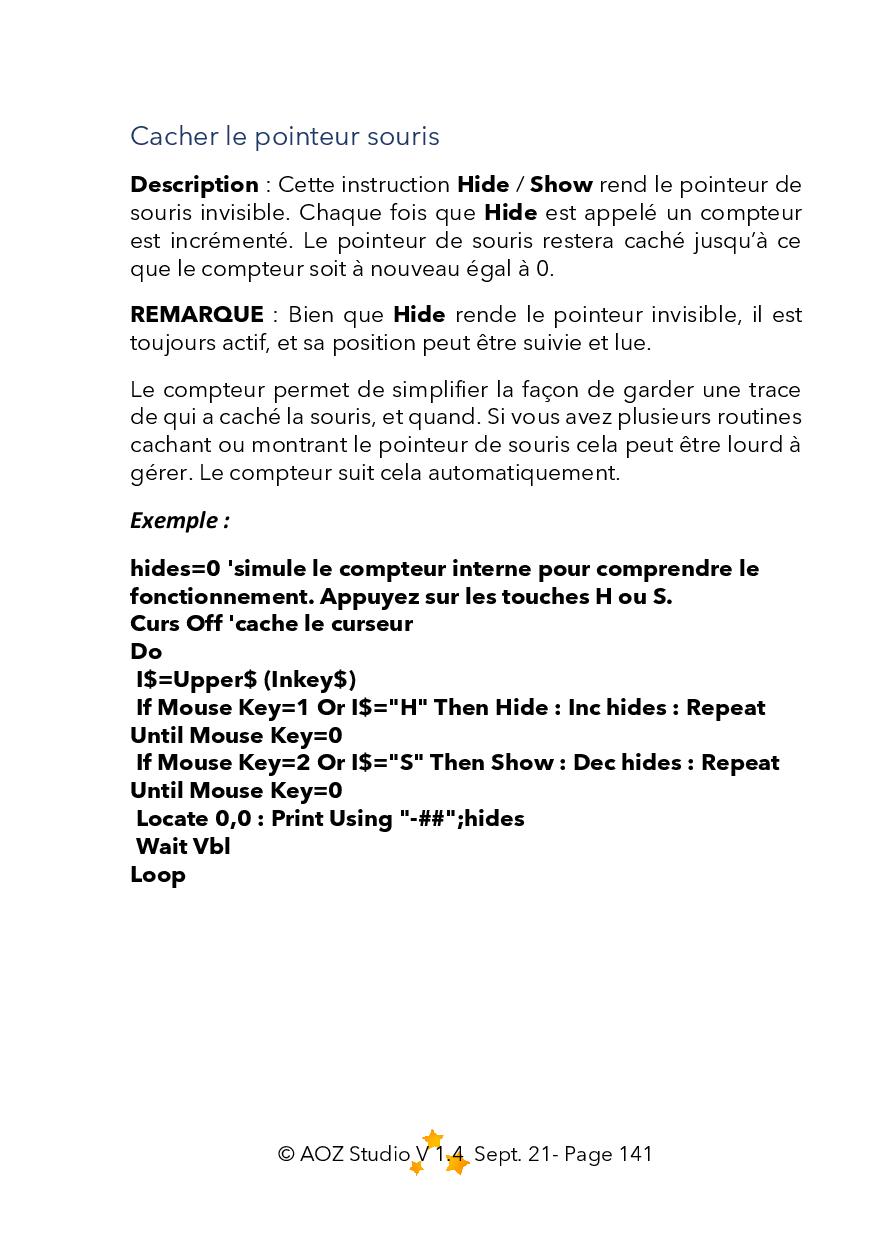 Cacher le pointeur souris
Description : Cette instruction Hide / Show rend le pointeur de
souris invisible. Chaque fois que Hide est appelé un compteur
est incrémenté. Le pointeur de souris restera caché jusqu’à ce
que le compteur soit à nouveau égal à 0.
REMARQUE : Bien que Hide rende le pointeur invisible, il est
toujours actif, et sa position peut être suivie et lue.
Le compteur permet de simplifier la façon de garder une trace
de qui a caché la souris, et quand. Si vous avez plusieurs routines
cachant ou montrant le pointeur de souris cela peut être lourd à
gérer. Le compteur suit cela automatiquement.
Exemple :
hides=0 'simule le compteur interne pour comprendre le
fonctionnement. Appuyez sur les touches H ou S.
Curs Off 'cache le curseur
Do
I$=Upper$ (Inkey$)
If Mouse Key=1 Or I$="H" Then Hide : Inc hides : Repeat
Until Mouse Key=0
If Mouse Key=2 Or I$="S" Then Show : Dec hides : Repeat
Until Mouse Key=0
Locate 0,0 : Print Using "-##";hides
Wait Vbl
Loop
© AOZ Studio V 1.4 Sept. 21- Page 141